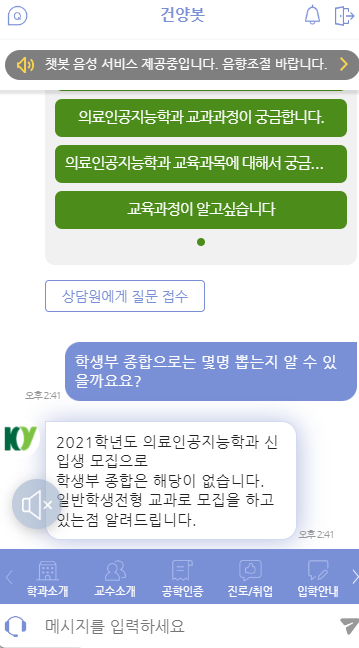 건양봇
챗봇 음성 서비스 제공중입니다. 음향조절 바랍니다.
의료인공지능학과 교과과정이 궁금합니다.
의료인공지능학과 교육과목에 대해서 궁금...
교육과정이 알고싶습니다
상담원에게 질문 접수
학생부 종합으로는 몇명 뽑는지 알 수 있
을까요요?
오후 2:41
KY
2021학년도 의료인공지능학과 신
입생 모집으로
학생부 종합은 해당이 없습니다.
일반학생전형 교과로 모집을 하고
있는점 알려드립니다.
오후 2:41
학과소개 교수소개 공학인증 진로/취업 입학안내
메시지를 입력하세요